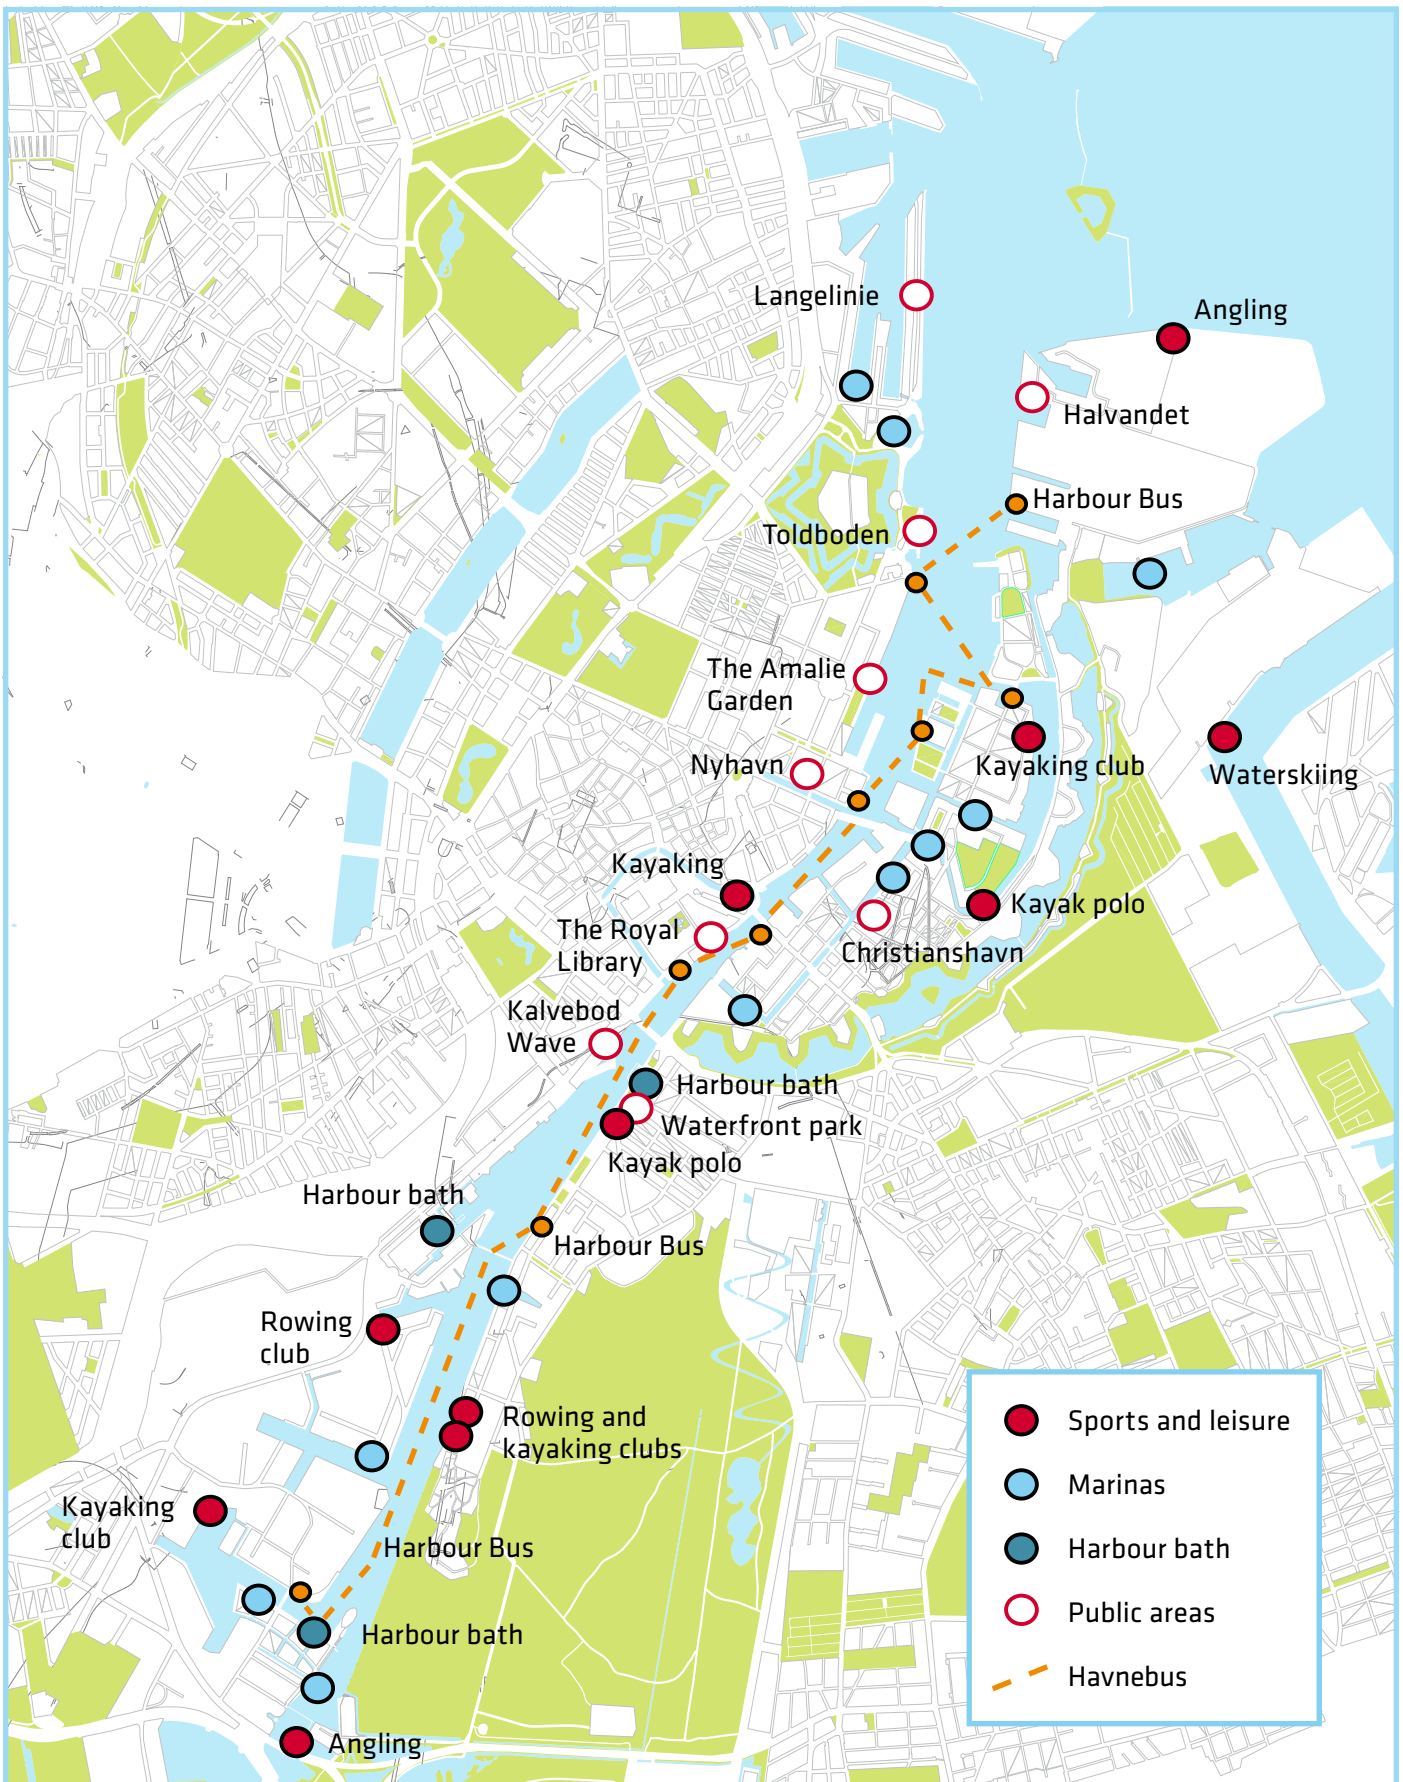 Langelinie
Angling
Halvandet
Harbour Bus
Toldboden
The Amalie
Garden
Nyhavn
Kayaking club
Waterskiing
Kayaking
Kayak polo
The Royal
Library
Christianshavn
Kalvebod
Wave
Harbour bath
Waterfront park
Kayak polo
Harbour bath
Harbour Bus
Rowing
club
Rowing and
kayaking clubs
Kayaking
club
Harbour Bus
Harbour bath
Angling
Sports and leisure
Marinas
Harbour bath
Public areas
Havnebus